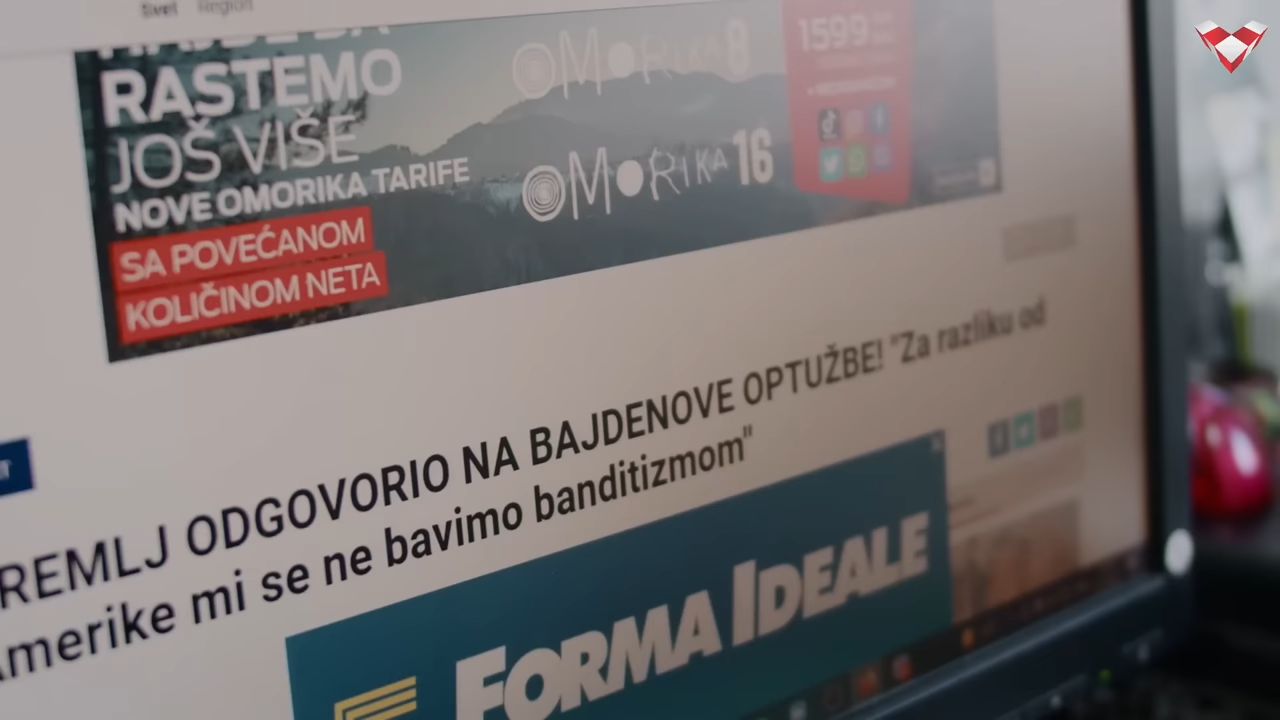 Svet Region
RASTEMO
JOŠ VIŠE
NOVE OMORIKA TARIFE
SA POVEĆANOM
KOLIČINOM NETA
OMORIKA 8
OMORIKA 16
1599
REMLJ ODGOVORIO NA BAJDENOVE OPTUŽBE! "Za razliku od
Amerike mi se ne bavimo banditizmom"
FORMA IDEALE